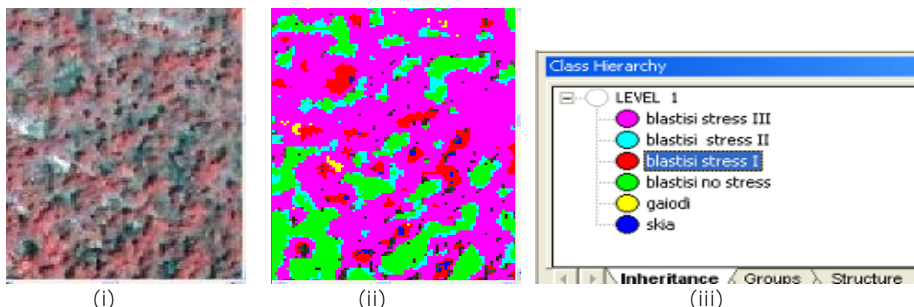 Class Hierarchy
LEVEL 1
blastisi stress III
blastisi stress II
blastisi stress I
blastisi no stress
gaiodi
skia
Inheritance Groups Structure
(i) (ii) (iii)